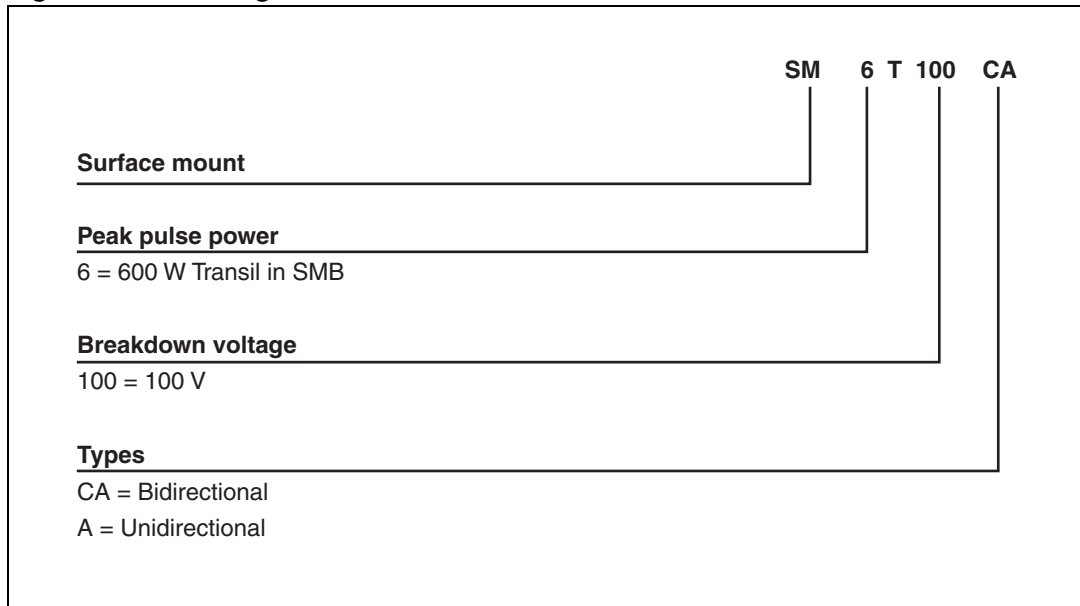 SM 6 T 100 CA
Surface mount
Peak pulse power
6 = 600 W Transil in SMB
Breakdown voltage
100 = 100 V
Types
CA = Bidirectional
A = Unidirectional